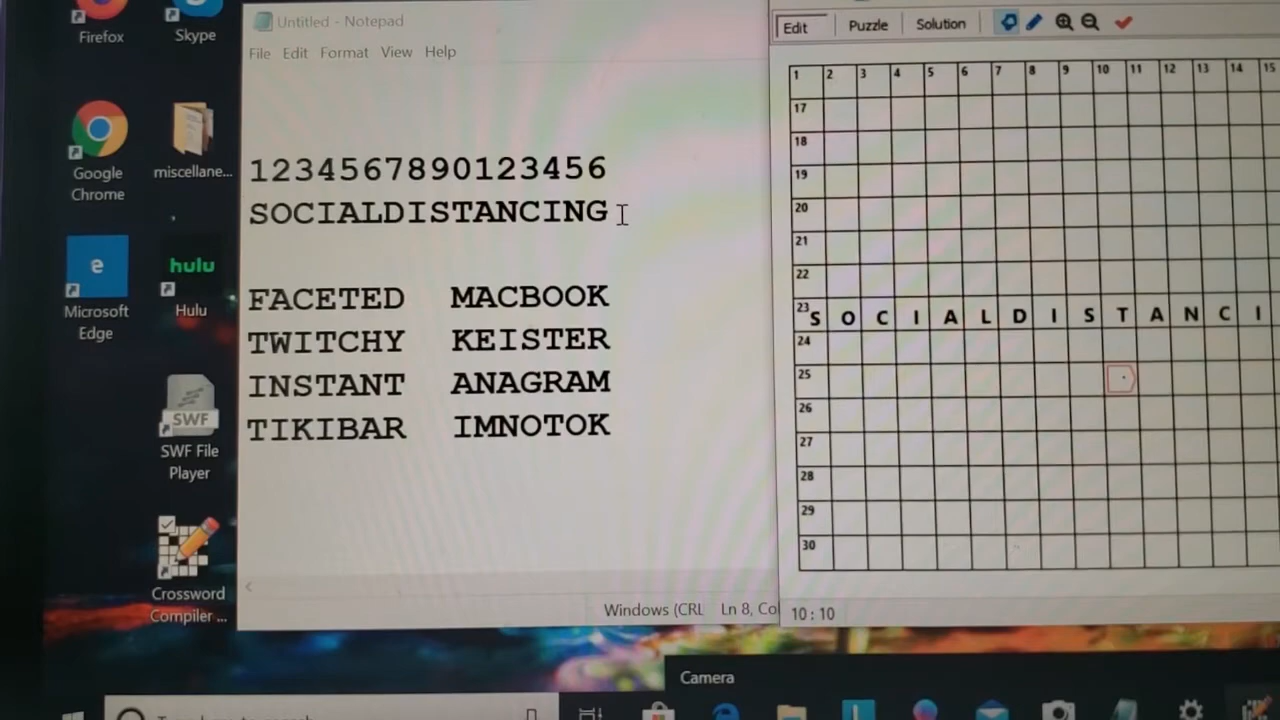 Firefox
Skype
Google
Chrome
miscellane...
Microsoft
Edge
hulu
Hulu
SWF
SWF File
Player
Crossword
Compiler ...
Untitled - Notepad
File Edit Format View Help
1234567890123456
SOCIALDISTANCING
FACETED MACBOOK
TWITCHY KEISTER
INSTANT ANAGRAM
TIKIBAR IMNOTOK
Windows (CRL Ln 8, Co
Edit Puzzle Solution
1 2 3 4 5 6 7 8 9 10 11 12 13 14 15
17
18
19
20
21
22
23 S O C I A L D I S T A N C I
24
25
26
27
28
29
30
10 : 10
Camera